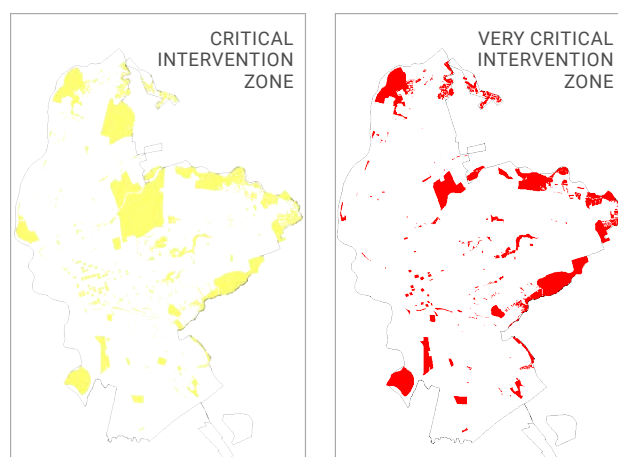 CRITICAL
INTERVENTION
ZONE
VERY CRITICAL
INTERVENTION
ZONE